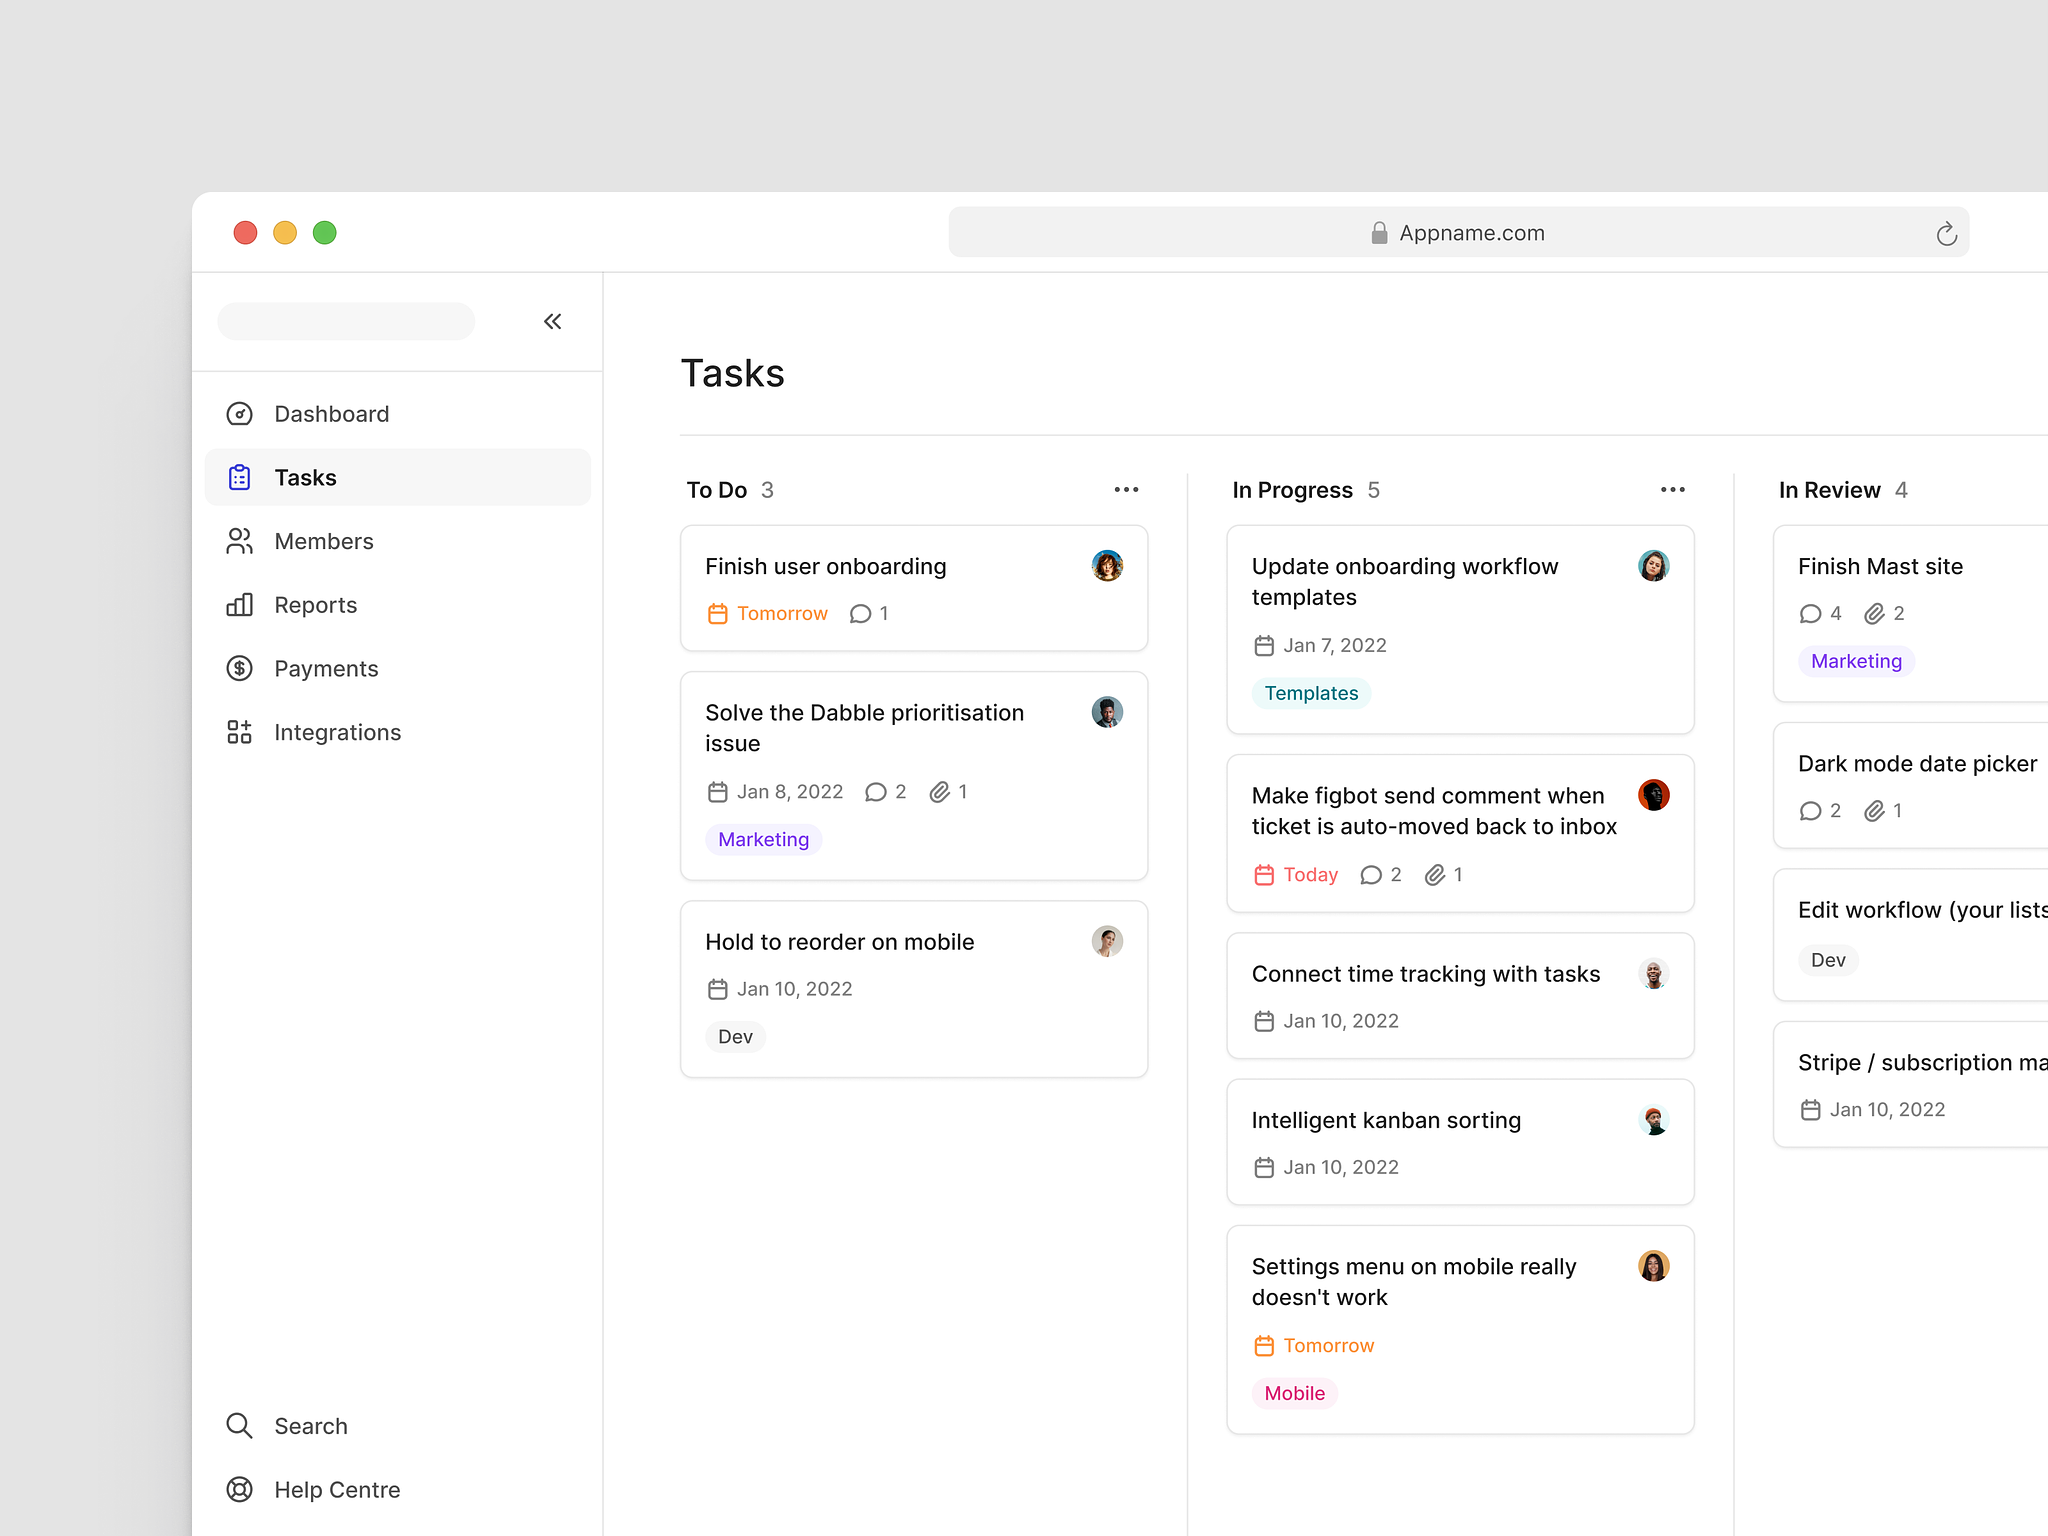 Appname.com
Dashboard
Tasks
Members
Reports
Payments
Integrations
Search
Help Centre
Tasks
To Do 3
Finish user onboarding
Tomorrow 1
Solve the Dabble prioritisation
issue
Jan 8, 2022 2 1
Marketing
Hold to reorder on mobile
Jan 10, 2022
Dev
In Progress 5
Update onboarding workflow
templates
Jan 7, 2022
Templates
Make figbot send comment when
ticket is auto-moved back to inbox
Today 2 1
Connect time tracking with tasks
Jan 10, 2022
Intelligent kanban sorting
Jan 10, 2022
Settings menu on mobile really
doesn't work
Tomorrow
Mobile
In Review 4
Finish Mast site
4 2
Marketing
Dark mode date picker
2 1
Edit workflow (your lists
Dev
Stripe / subscription ma
Jan 10, 2022